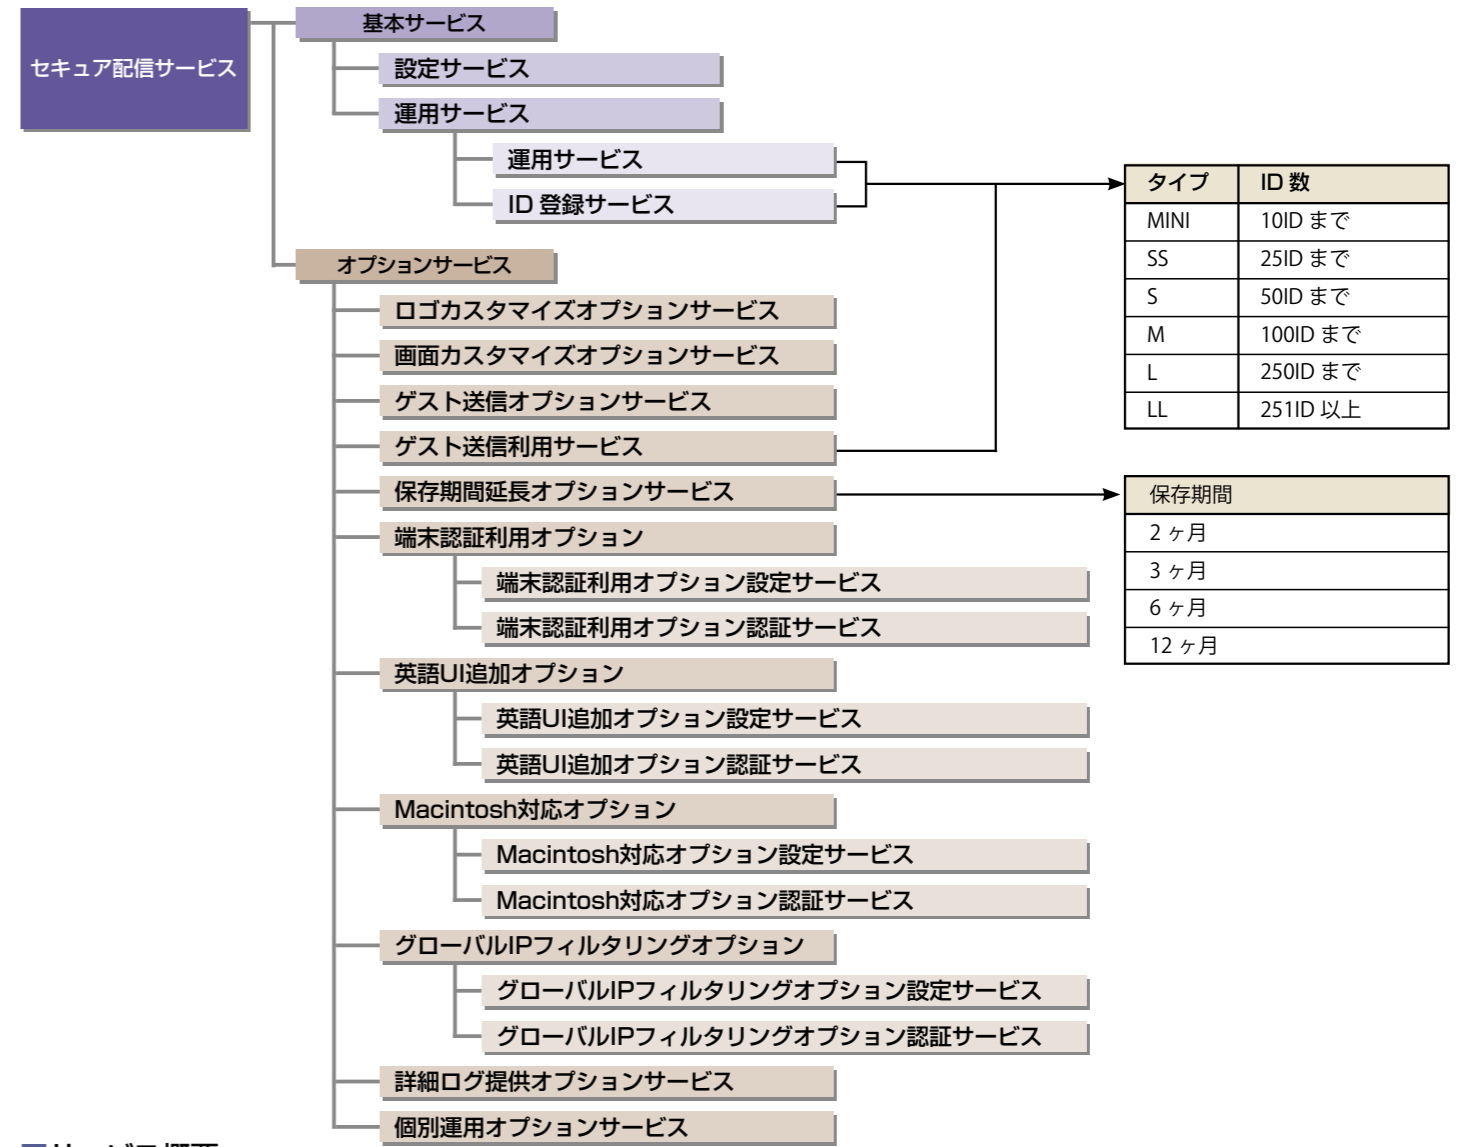 セキュア配信サービス
基本サービス
設定サービス
運用サービス
運用サービス
ID 登録サービス
オプションサービス
ロゴカスタマイズオプションサービス
画面カスタマイズオプションサービス
ゲスト送信オプションサービス
ゲスト送信利用サービス
保存期間延長オプションサービス
端末認証利用オプション
端末認証利用オプション設定サービス
端末認証利用オプション認証サービス
英語UI追加オプション
英語UI追加オプション設定サービス
英語UI追加オプション認証サービス
Macintosh対応オプション
Macintosh対応オプション設定サービス
Macintosh対応オプション認証サービス
グローバルIPフィルタリングオプション
グローバルIPフィルタリングオプション設定サービス
グローバルIPフィルタリングオプション認証サービス
詳細ログ提供オプションサービス
個別運用オプションサービス
タイプ ID 数
MINI 10ID まで
SS 25ID まで
S 50ID まで
M 100ID まで
L 250ID まで
LL 251ID 以上
保存期間
2 ヶ月
3 ヶ月
6 ヶ月
12 ヶ月